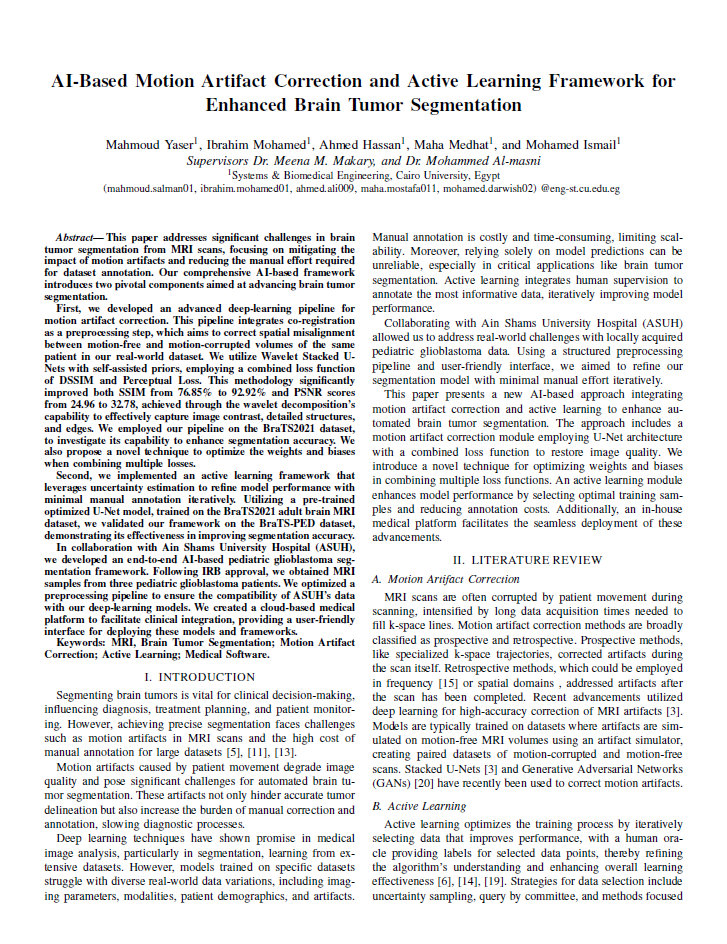 AI-Based Motion Artifact Correction and Active Learning Framework for
Enhanced Brain Tumor Segmentation
Mahmoud Yaser1, Ibrahim Mohamed1, Ahmed Hassan1, Maha Medhat1, and Mohamed Ismail1
Supervisors Dr. Meena M. Makary, and Dr. Mohammed Al-masni
1Systems & Biomedical Engineering, Cairo University, Egypt
(mahmoud.salman01, ibrahim.mohamed01, ahmed.ali009, maha.mostafa011, mohamed.darwish02) @eng-st.cu.edu.eg
Abstract— This paper addresses significant challenges in brain
tumor segmentation from MRI scans, focusing on mitigating the
impact of motion artifacts and reducing the manual effort required
for dataset annotation. Our comprehensive AI-based framework
introduces two pivotal components aimed at advancing brain tumor
segmentation.
First, we developed an advanced deep-learning pipeline for
motion artifact correction. This pipeline integrates co-registration
as a preprocessing step, which aims to correct spatial misalignment
between motion-free and motion-corrupted volumes of the same
patient in our real-world dataset. We utilize Wavelet Stacked U-
Nets with self-assisted priors, employing a combined loss function
of DSSIM and Perceptual Loss. This methodology significantly
improved both SSIM from 76.85% to 92.92% and PSNR scores
from 24.96 to 32.78, achieved through the wavelet decomposition's
capability to effectively capture image contrast, detailed structures,
and edges. We employed our pipeline on the BraTS2021 dataset,
to investigate its capability to enhance segmentation accuracy. We
also propose a novel technique to optimize the weights and biases
when combining multiple losses.
Second, we implemented an active learning framework that
leverages uncertainty estimation to refine model performance with
minimal manual annotation iteratively. Utilizing a pre-trained
optimized U-Net model, trained on the BraTS2021 adult brain MRI
dataset, we validated our framework on the BraTS-PED dataset,
demonstrating its effectiveness in improving segmentation accuracy.
In collaboration with Ain Shams University Hospital (ASUH),
we developed an end-to-end AI-based pediatric glioblastoma seg-
mentation framework. Following IRB approval, we obtained MRI
samples from three pediatric glioblastoma patients. We optimized a
preprocessing pipeline to ensure the compatibility of ASUH's data
with our deep-learning models. We created a cloud-based medical
platform to facilitate clinical integration, providing a user-friendly
interface for deploying these models and frameworks.
Keywords: MRI, Brain Tumor Segmentation; Motion Artifact
Correction; Active Learning; Medical Software.
I. INTRODUCTION
Segmenting brain tumors is vital for clinical decision-making,
influencing diagnosis, treatment planning, and patient monitor-
ing. However, achieving precise segmentation faces challenges
such as motion artifacts in MRI scans and the high cost of
manual annotation for large datasets [5], [11], [13].
Motion artifacts caused by patient movement degrade image
quality and pose significant challenges for automated brain tu-
mor segmentation. These artifacts not only hinder accurate tumor
delineation but also increase the burden of manual correction and
annotation, slowing diagnostic processes.
Deep learning techniques have shown promise in medical
image analysis, particularly in segmentation, learning from ex-
tensive datasets. However, models trained on specific datasets
struggle with diverse real-world data variations, including imag-
ing parameters, modalities, patient demographics, and artifacts.
Manual annotation is costly and time-consuming, limiting scal-
ability. Moreover, relying solely on model predictions can be
unreliable, especially in critical applications like brain tumor
segmentation. Active learning integrates human supervision to
annotate the most informative data, iteratively improving model
performance.
Collaborating with Ain Shams University Hospital (ASUH)
allowed us to address real-world challenges with locally acquired
pediatric glioblastoma data. Using a structured preprocessing
pipeline and user-friendly interface, we aimed to refine our
segmentation model with minimal manual effort iteratively.
This paper presents a new AI-based approach integrating
motion artifact correction and active learning to enhance au-
tomated brain tumor segmentation. The approach includes a
motion artifact correction module employing U-Net architecture
with a combined loss function to restore image quality. We
introduce a novel technique for optimizing weights and biases
in combining multiple loss functions. An active learning module
enhances model performance by selecting optimal training sam-
ples and reducing annotation costs. Additionally, an in-house
medical platform facilitates the seamless deployment of these
advancements.
II. LITERATURE REVIEW
A. Motion Artifact Correction
MRI scans are often corrupted by patient movement during
scanning, intensified by long data acquisition times needed to
fill k-space lines. Motion artifact correction methods are broadly
classified as prospective and retrospective. Prospective methods,
like specialized k-space trajectories, corrected artifacts during
the scan itself. Retrospective methods, which could be employed
in frequency [15] or spatial domains , addressed artifacts after
the scan has been completed. Recent advancements utilized
deep learning for high-accuracy correction of MRI artifacts [3].
Models are typically trained on datasets where artifacts are sim-
ulated on motion-free MRI volumes using an artifact simulator,
creating paired datasets of motion-corrupted and motion-free
scans. Stacked U-Nets [3] and Generative Adversarial Networks
(GANs) [20] have recently been used to correct motion artifacts.
B. Active Learning
Active learning optimizes the training process by iteratively
selecting data that improves performance, with a human ora-
cle providing labels for selected data points, thereby refining
the algorithm's understanding and enhancing overall learning
effectiveness [6], [14], [19]. Strategies for data selection include
uncertainty sampling, query by committee, and methods focused